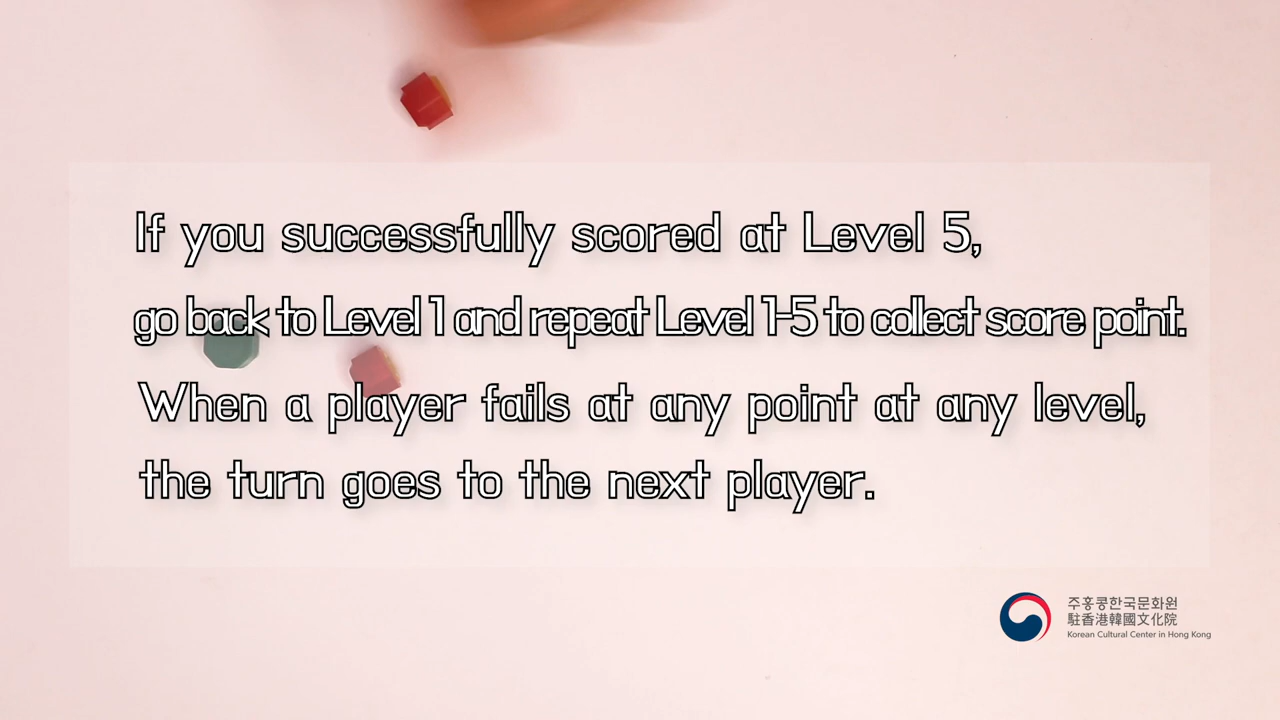 If you successfully scored at Level 5,
go back to Level 1 and repeat Level 1-5 to collect score point.
When a player fails at any point at any level,
the turn goes to the next player.
주홍콩한국문화원
駐香港韓國文化院
Korean Cultural Center in Hong Kong